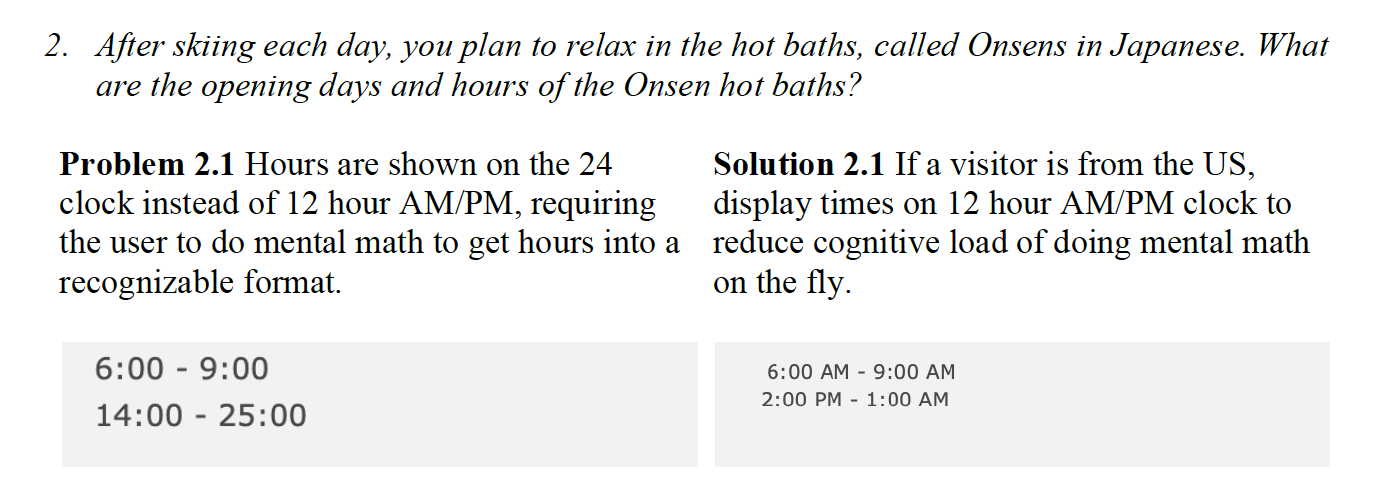 2. After skiing each day, you plan to relax in the hot baths, called Onsens in Japanese. What
are the opening days and hours of the Onsen hot baths?
Problem 2.1 Hours are shown on the 24
clock instead of 12 hour AM/PM, requiring
the user to do mental math to get hours into a
recognizable format.
Solution 2.1 If a visitor is from the US,
display times on 12 hour AM/PM clock to
reduce cognitive load of doing mental math
on the fly.
6:00 - 9:00
14:00 - 25:00
6:00 AM - 9:00 AM
2:00 PM - 1:00 AM